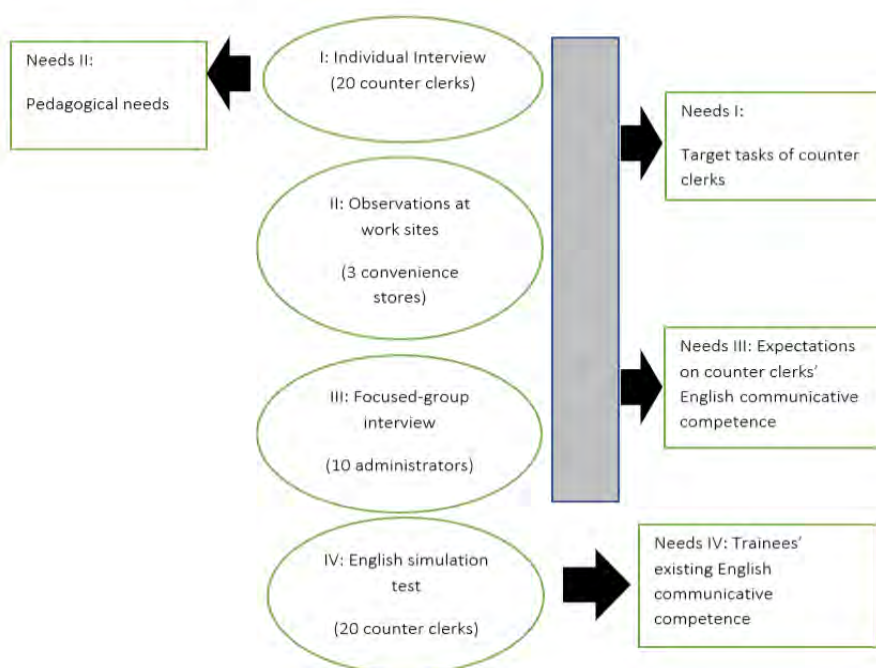 Needs II:
Pedagogical needs
I: Individual Interview
(20 counter clerks)
Needs I:
Target tasks of counter
clerks
II: Observations at
work sites
(3 convenience
stores)
Needs III: Expectations
on counter clerks'
English communicative
competence
III: Focused-group
interview
(10 administrators)
IV: English simulation
test
(20 counter clerks)
Needs IV: Trainees'
existing English
communicative
competence